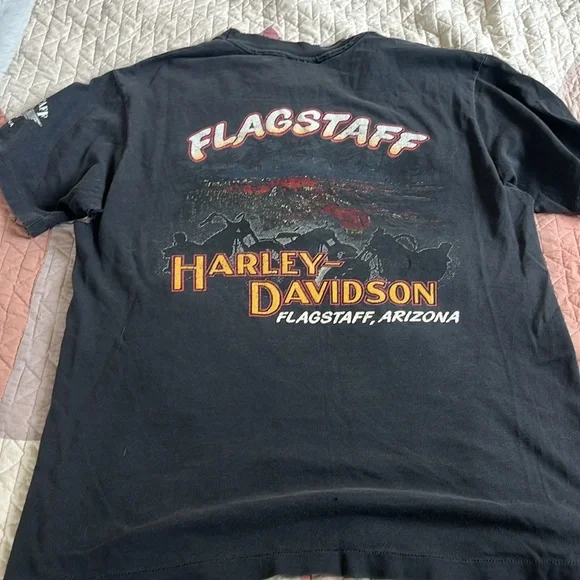 FLAGSTAFF
HARLEY-
DAVIDSON
FLAGSTAFF, ARIZONA